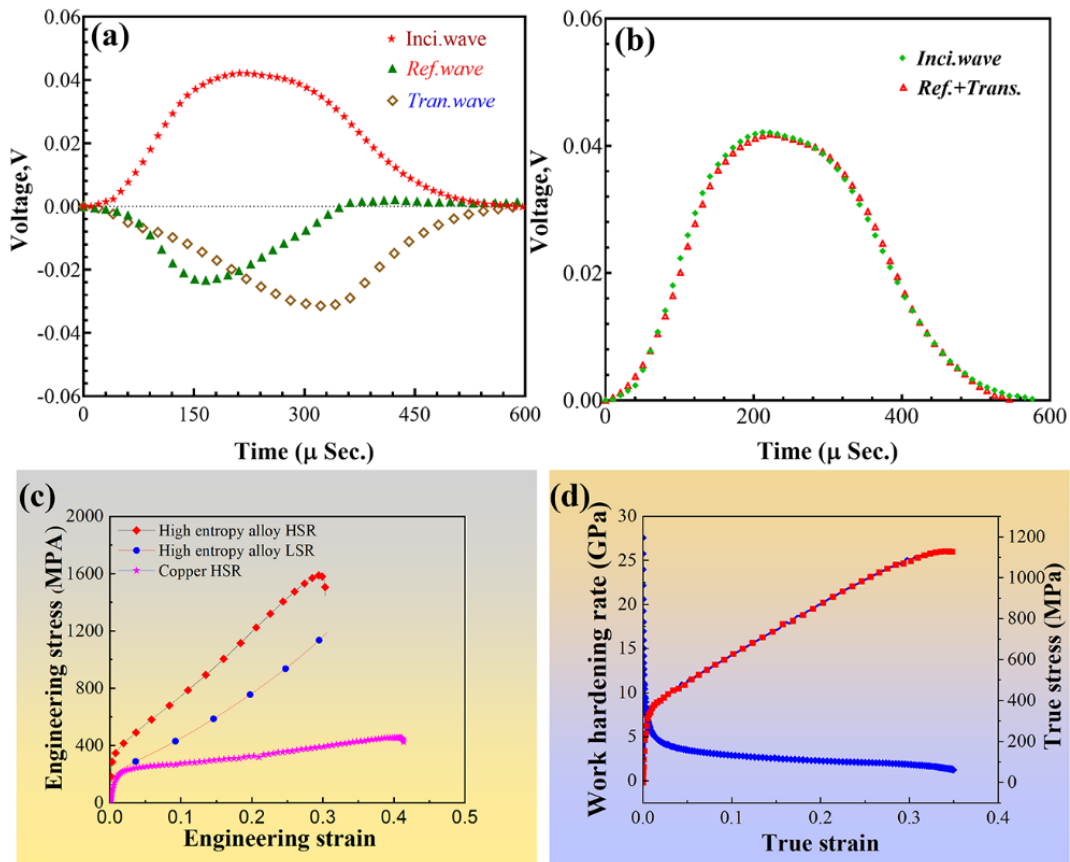 (a)
Inci.wave
Ref.wave
Tran.wave
0.06
0.04
0.02
0.00
-0.02
-0.04
-0.06
Voltage,V
0
150
300
450
600
Time (μ Sec.)
(b)
Inci.wave
Ref.+Trans.
0.06
0.04
0.02
0.00
Voltage,V
0
200
400
600
Time (μ Sec.)
(c)
High entropy alloy HSR
High entropy alloy LSR
Copper HSR
2000
1600
1200
800
400
0
Engineering stress (MPA)
0.0
0.1
0.2
0.3
0.4
0.5
Engineering strain
(d)
30
25
20
15
10
5
0
Work hardening rate (GPa)
1200
1100
800
600
400
200
0
True stress (MPa)
0.0
0.1
0.2
0.3
0.4
True strain